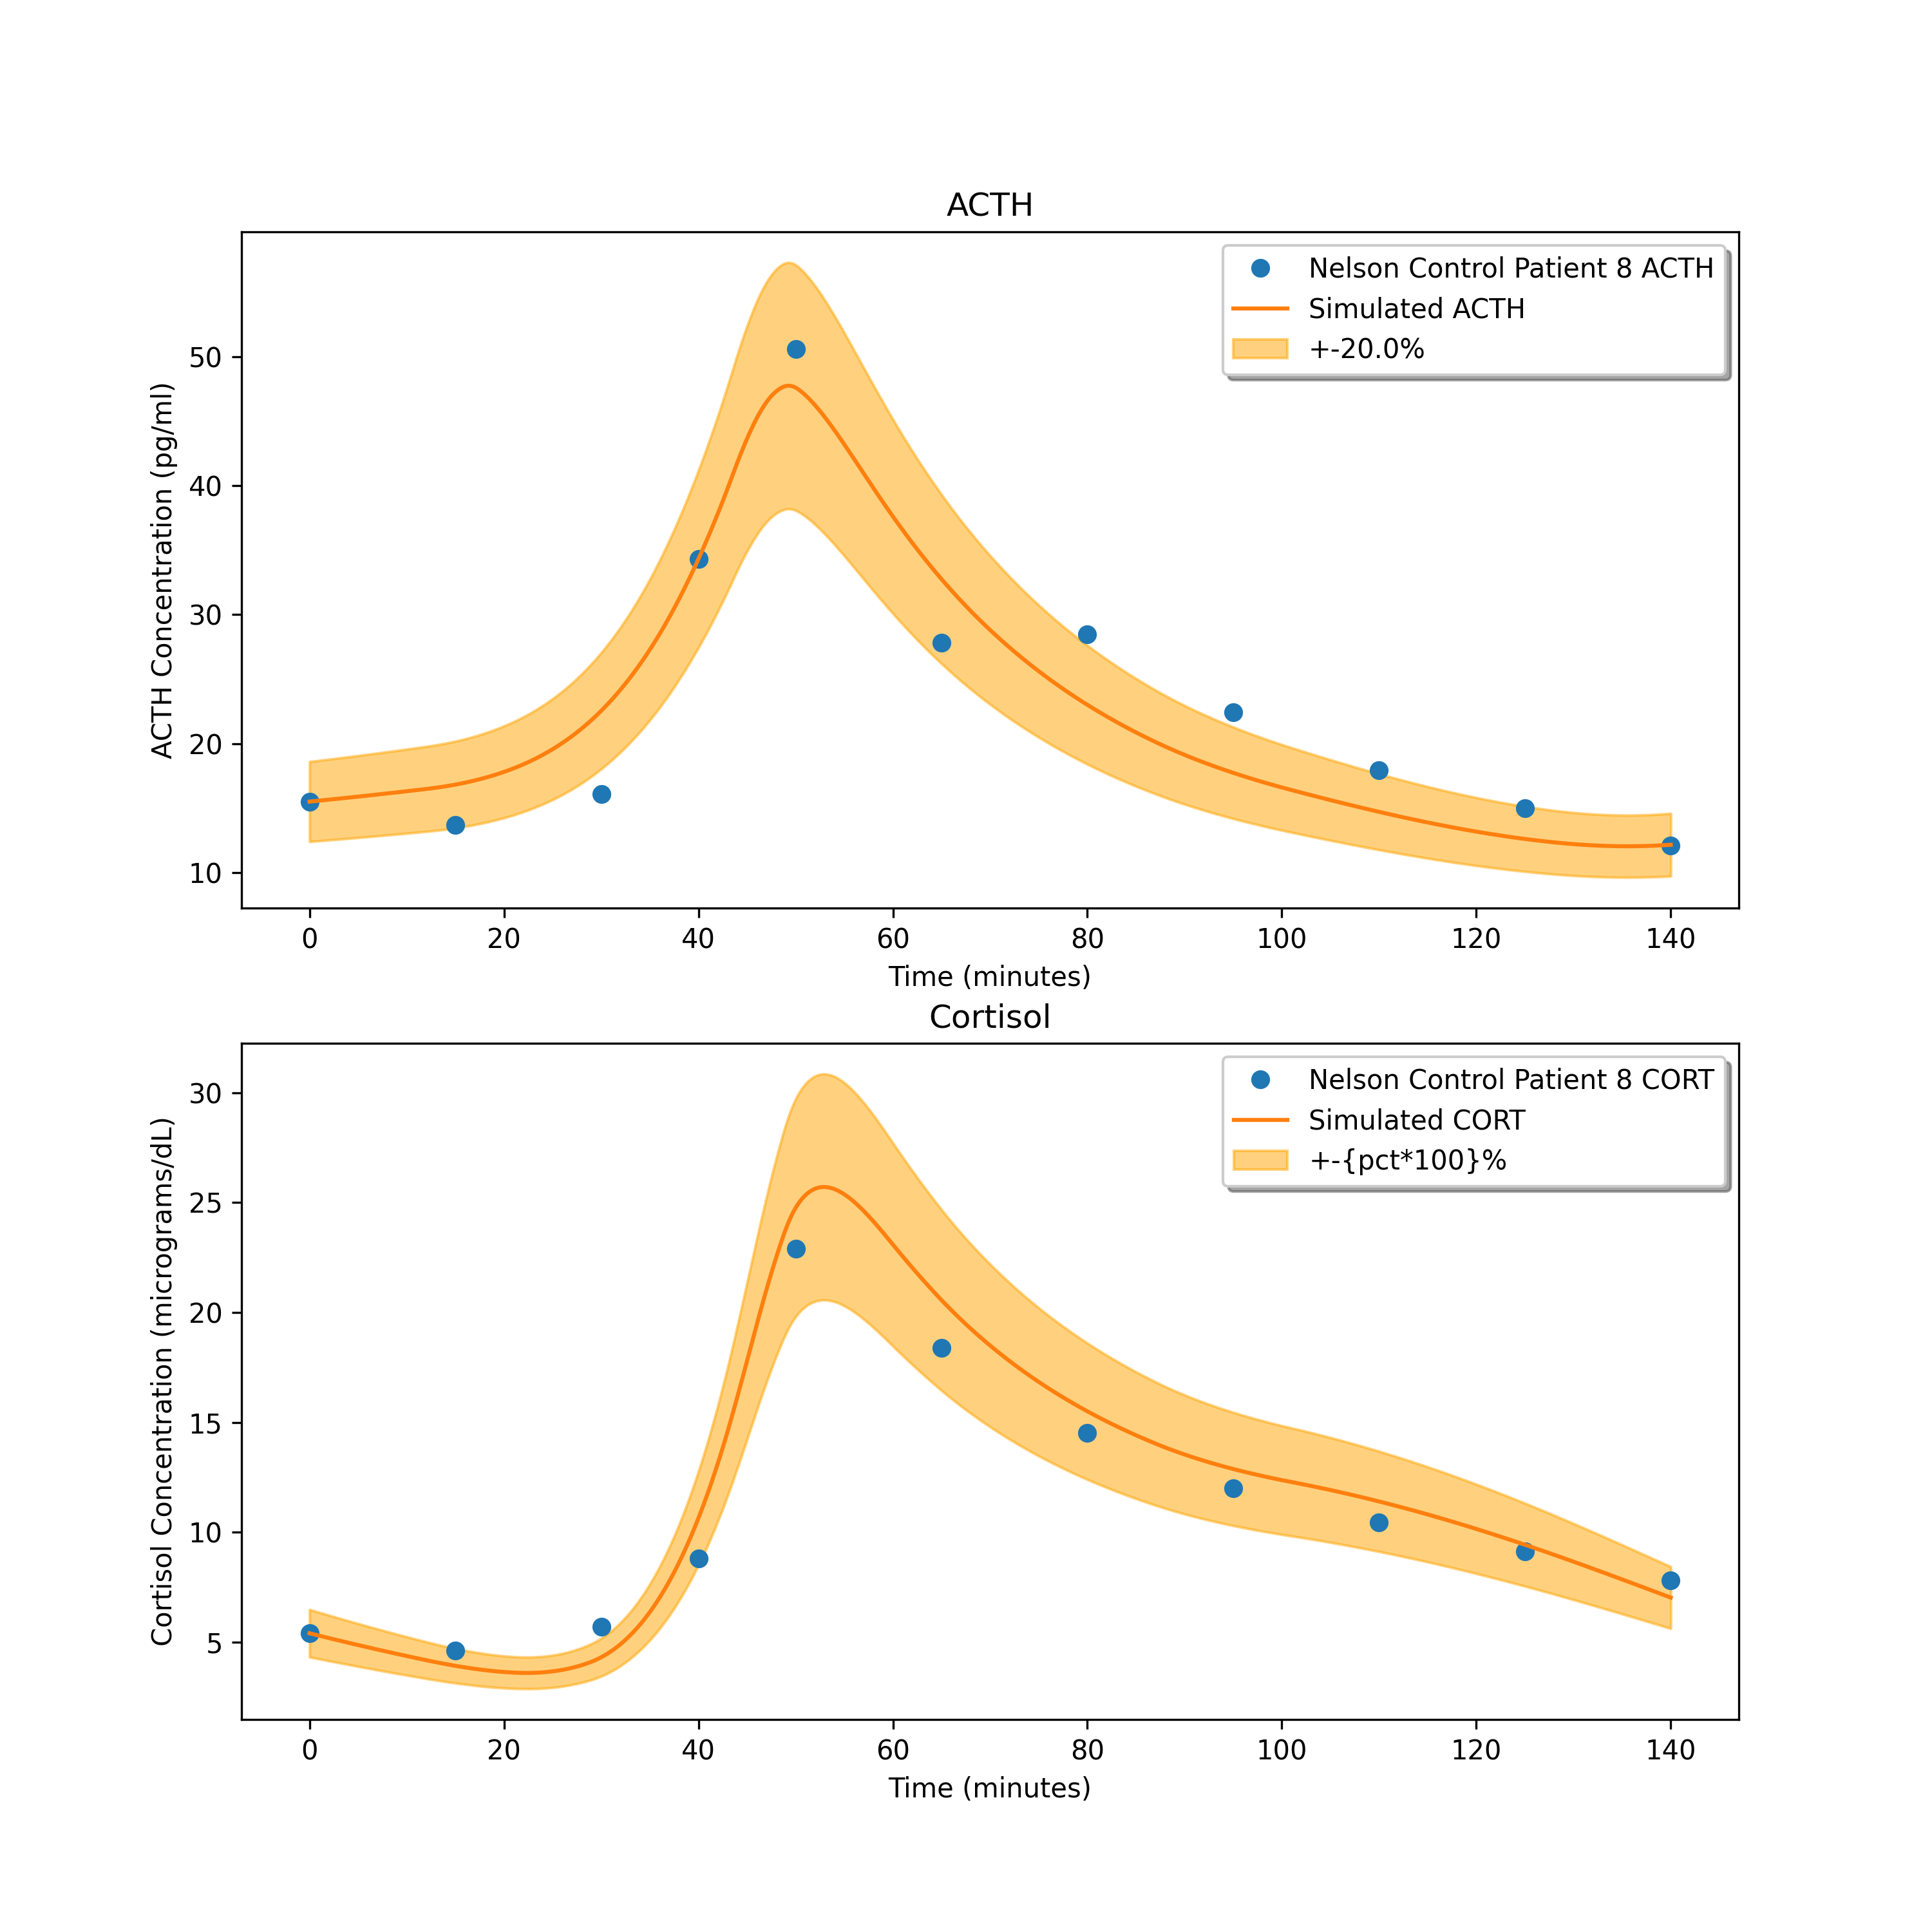 ACTH
Nelson Control Patient 8 ACTH
Simulated ACTH
+-20.0%
ACTH Concentration (pg/ml)
50
40
30
20
10
0 20 40 60 80 100 120 140
Time (minutes)
Cortisol
Nelson Control Patient 8 CORT
Simulated CORT
+-{pct*100}%
Cortisol Concentration (micrograms/dL)
30
25
20
15
10
5
0 20 40 60 80 100 120 140
Time (minutes)